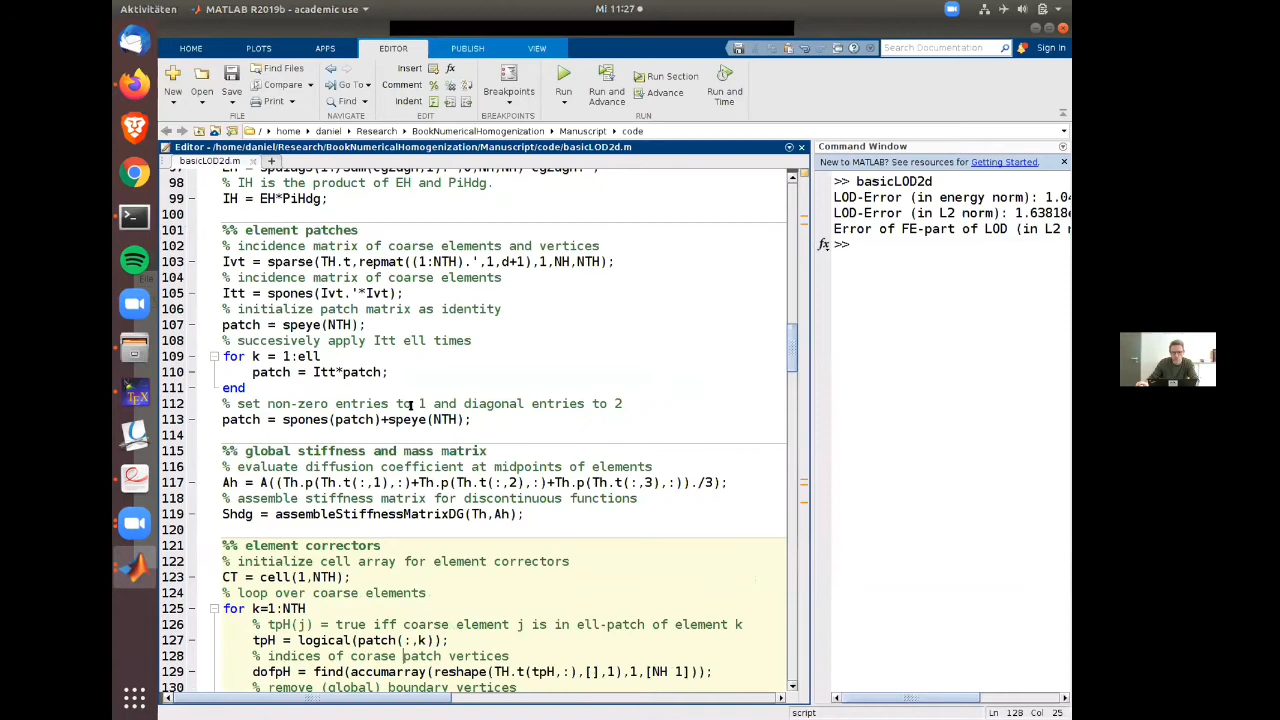 Aktivitäten
MATLAB R2019b - academic use
Mi 11:27
HOME
PLOTS
APPS
EDITOR
PUBLISH
VIEW
Search Documentation
Sign In
New
Open
Save
Find Files
Compare
Print
Go To
Find
Insert
Comment
Indent
Breakpoints
Run
Run and Advance
Run Section
Advance
Run and Time
FILE
NAVIGATE
EDIT
BREAKPOINTS
RUN
/ home daniel Research BookNumericalHomogenization Manuscript code
Editor - /home/daniel/Research/BookNumericalHomogenization/Manuscript/code/basicLOD2d.m
basicLOD2d.m
98 % IH is the product of EH and PiHdg.
99 IH = EH*PiHdg;
100
101 %% element patches
102 % incidence matrix of coarse elements and vertices
103 Ivt = sparse(TH.t,repmat((1:NTH).',1,d+1),1,NH,NTH);
104 % incidence matrix of coarse elements
105 Itt = spones(Ivt.'*Ivt);
106 % initialize patch matrix as identity
107 patch = speye(NTH);
108 % succesively apply Itt ell times
109 for k = 1:ell
110 patch = Itt*patch;
111 end
112 % set non-zero entries to 1 and diagonal entries to 2
113 patch = spones(patch)+speye(NTH);
114
115 %% global stiffness and mass matrix
116 % evaluate diffusion coefficient at midpoints of elements
117 Ah = A((Th.p(Th.t(:,1),:)+Th.p(Th.t(:,2),:)+Th.p(Th.t(:,3),:))./3);
118 % assemble stiffness matrix for discontinuous functions
119 Shdg = assembleStiffnessMatrixDG(Th,Ah);
120
121 %% element correctors
122 % initialize cell array for element correctors
123 CT = cell(1,NTH);
124 % loop over coarse elements
125 for k=1:NTH
126 % tpH(j) = true iff coarse element j is in ell-patch of element k
127 tpH = logical(patch(:,k));
128 % indices of corase patch vertices
129 dofpH = find(accumarray(reshape(TH.t(tpH,:),[],1),1,[NH 1]));
130 % remove (global) boundary vertices
Command Window
New to MATLAB? See resources for Getting Started.
>> basicLOD2d
LOD-Error (in energy norm): 1.04
LOD-Error (in L2 norm): 1.63818
Error of FE-part of LOD (in L2
fx >>
script
Ln 128 Col 25